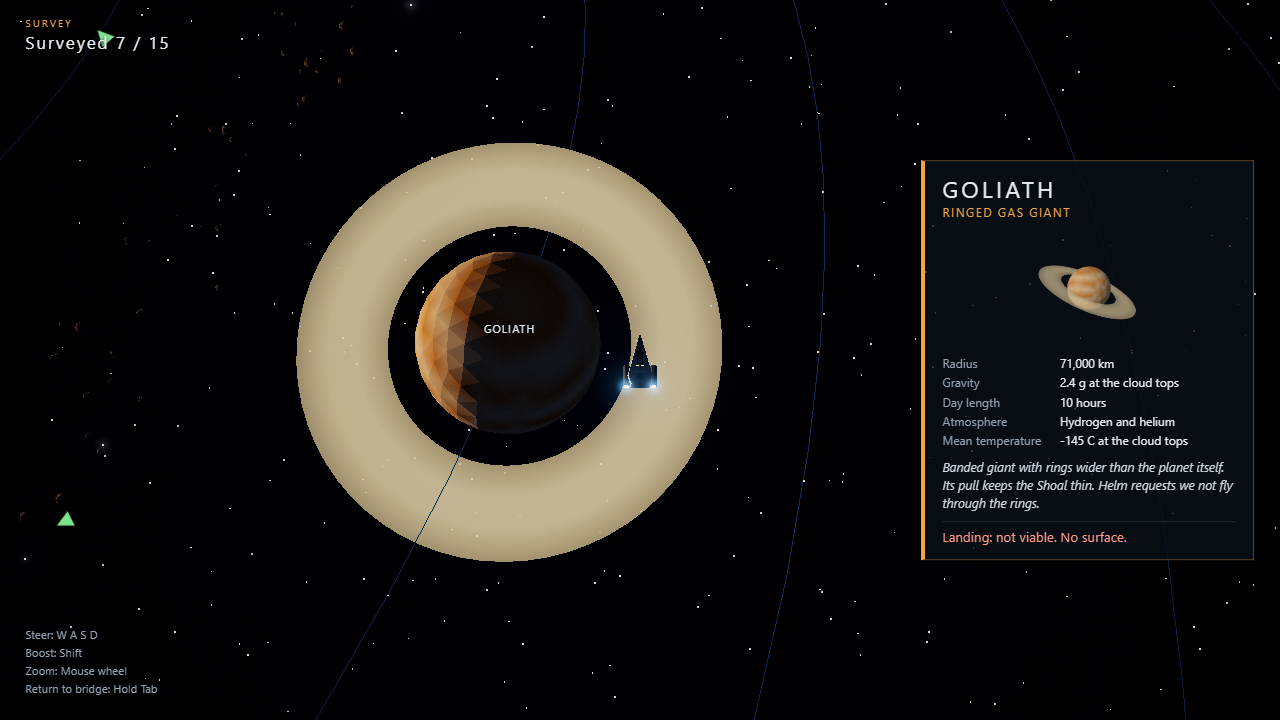 SURVEY
Surveyed 7 / 15
GOLIATH
GOLIATH
RINGED GAS GIANT
Radius 71,000 km
Gravity 2.4 g at the cloud tops
Day length 10 hours
Atmosphere Hydrogen and helium
Mean temperature -145 C at the cloud tops
Banded giant with rings wider than the planet itself.
Its pull keeps the Shoal thin. Helm requests we not fly
through the rings.
Landing: not viable. No surface.
Steer: W A S D
Boost: Shift
Zoom: Mouse wheel
Return to bridge: Hold Tab